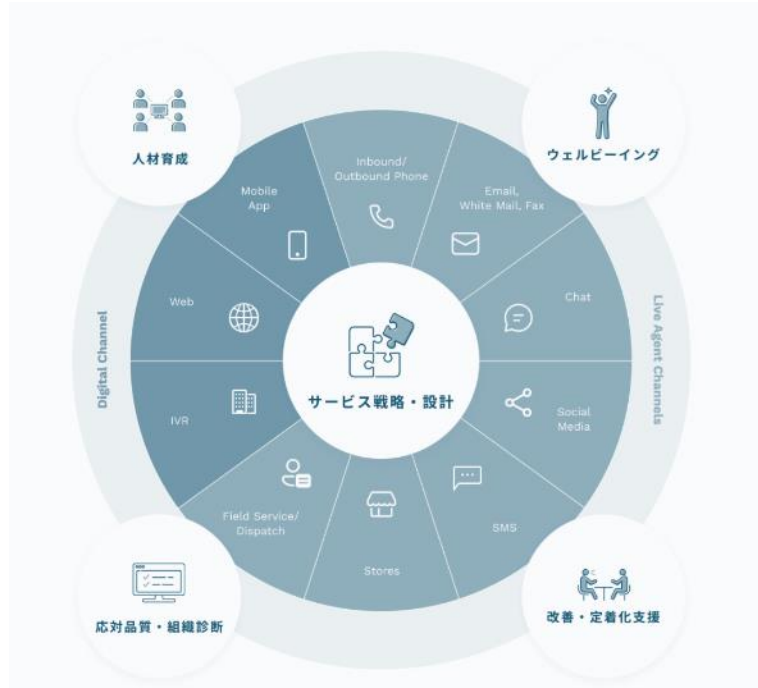 人材育成
ウェルビーイング
Inbound/
Outbound Phone
Email,
White Mail, Fax
Mobile
App
Chat
Web
Digital Channel
Live Agent Channels
サービス戦略・設計
IVR
Social
Media
Field Service/
Dispatch
SMS
Stores
応対品質・組織診断
改善・定着化支援